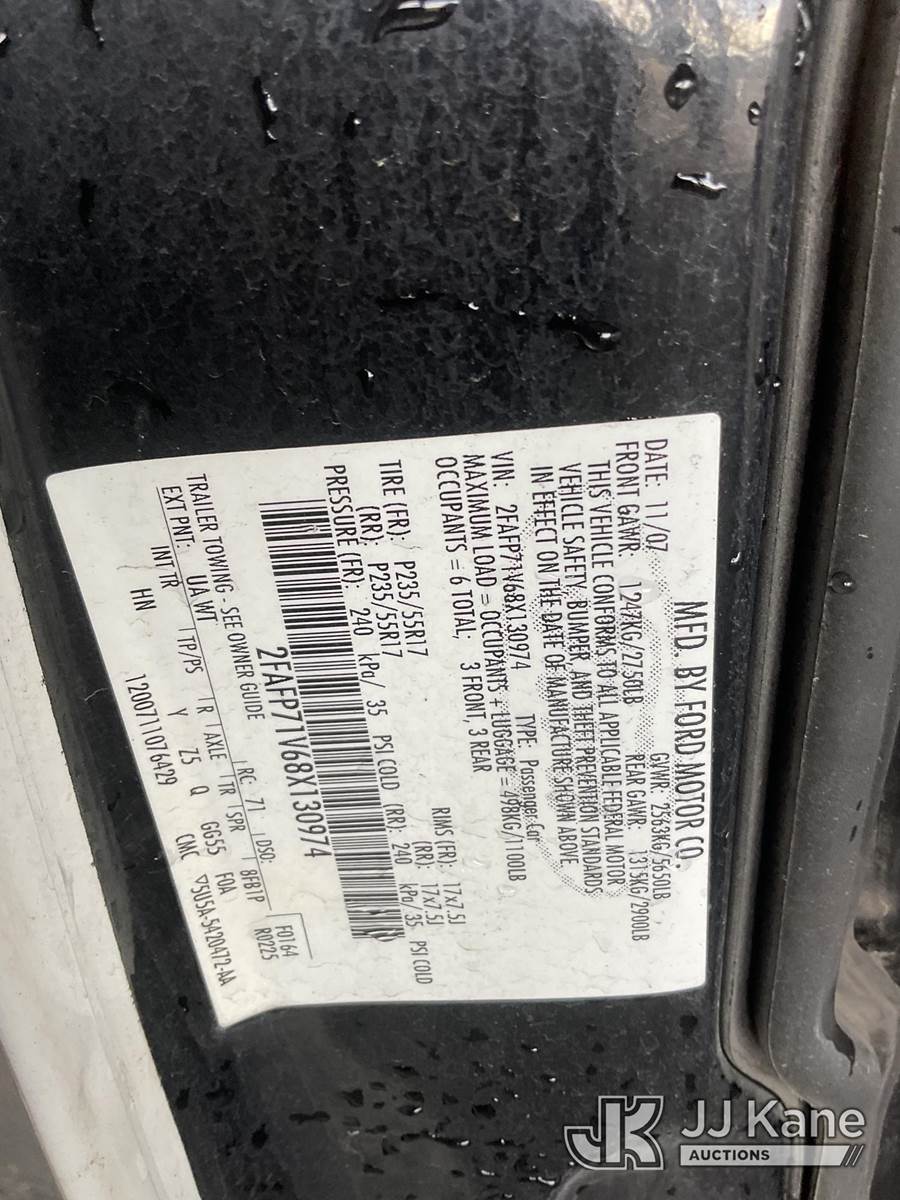 MFD. BY FORD MOTOR CO.
DATE: 11/07 GVWR: 2563KG/5650LB
FRONT GAWR: 1247KG/2750LB REAR GAWR: 1315KG/2900LB
THIS VEHICLE CONFORMS TO ALL APPLICABLE FEDERAL MOTOR
VEHICLE SAFETY, BUMPER, AND THEFT PREVENTION STANDARDS
IN EFFECT ON THE DATE OF MANUFACTURE SHOWN ABOVE.
VIN: 2FAFP71V68X130974 TYPE: Passenger Car
MAXIMUM LOAD = OCCUPANTS + LUGGAGE = 498KG/1100LB
OCCUPANTS = 6 TOTAL, 3 FRONT, 3 REAR
TIRE (FR): P235/55R17 RIMS (FR): 17x7.5J
(RR): P235/55R17 (RR): 17x7.5J
PRESSURE (FR): 240 kPa/ 35 PSI COLD (RR): 240 kPa/ 35 PSI COLD
2FAFP71V68X130974
F0164
R0225
TRAILER TOWING - SEE OWNER GUIDE RC: 71 DSO: 8FB1P
EXT PNT: UA WT
INT TR TP/PS R AXLE TR SPR
HN Y Z5 Q GG55 FOA
1200711076429 CMC ▽5U5A-5420472-AA
JK JJ Kane
AUCTIONS